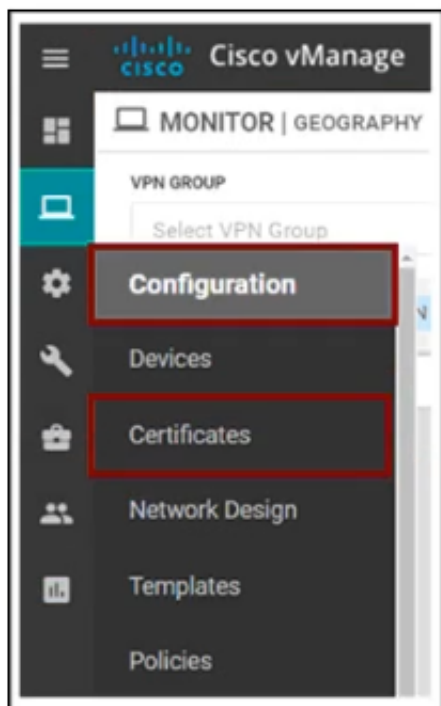 CISCO Cisco vManage
MONITOR | GEOGRAPHY
VPN GROUP
Select VPN Group
Configuration
N
Devices
Certificates
Network Design
Templates
Policies